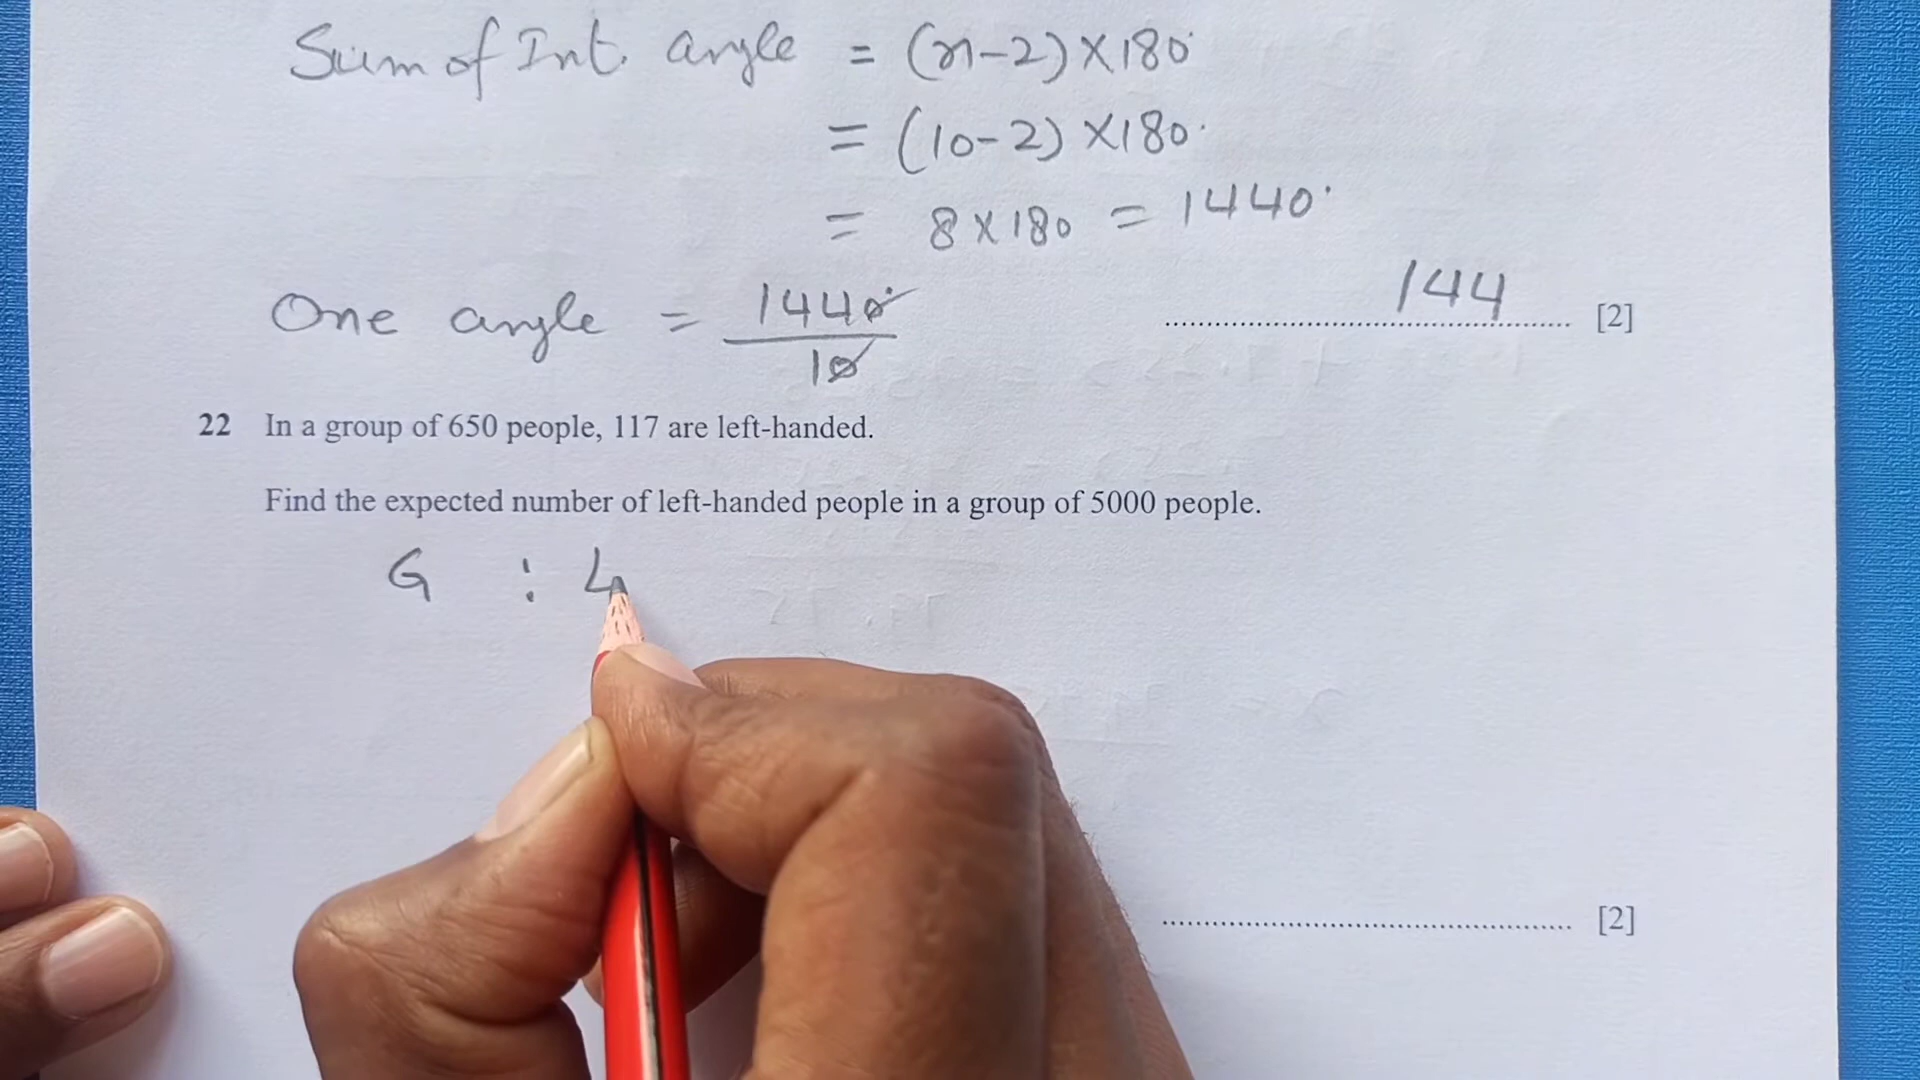 Sum of Int. angle = (n-2)×180°
= (10-2)×180°
= 8×180 = 1440°
One angle = 1440°/10
144
[2]
22 In a group of 650 people, 117 are left-handed.
Find the expected number of left-handed people in a group of 5000 people.
G : L
[2]